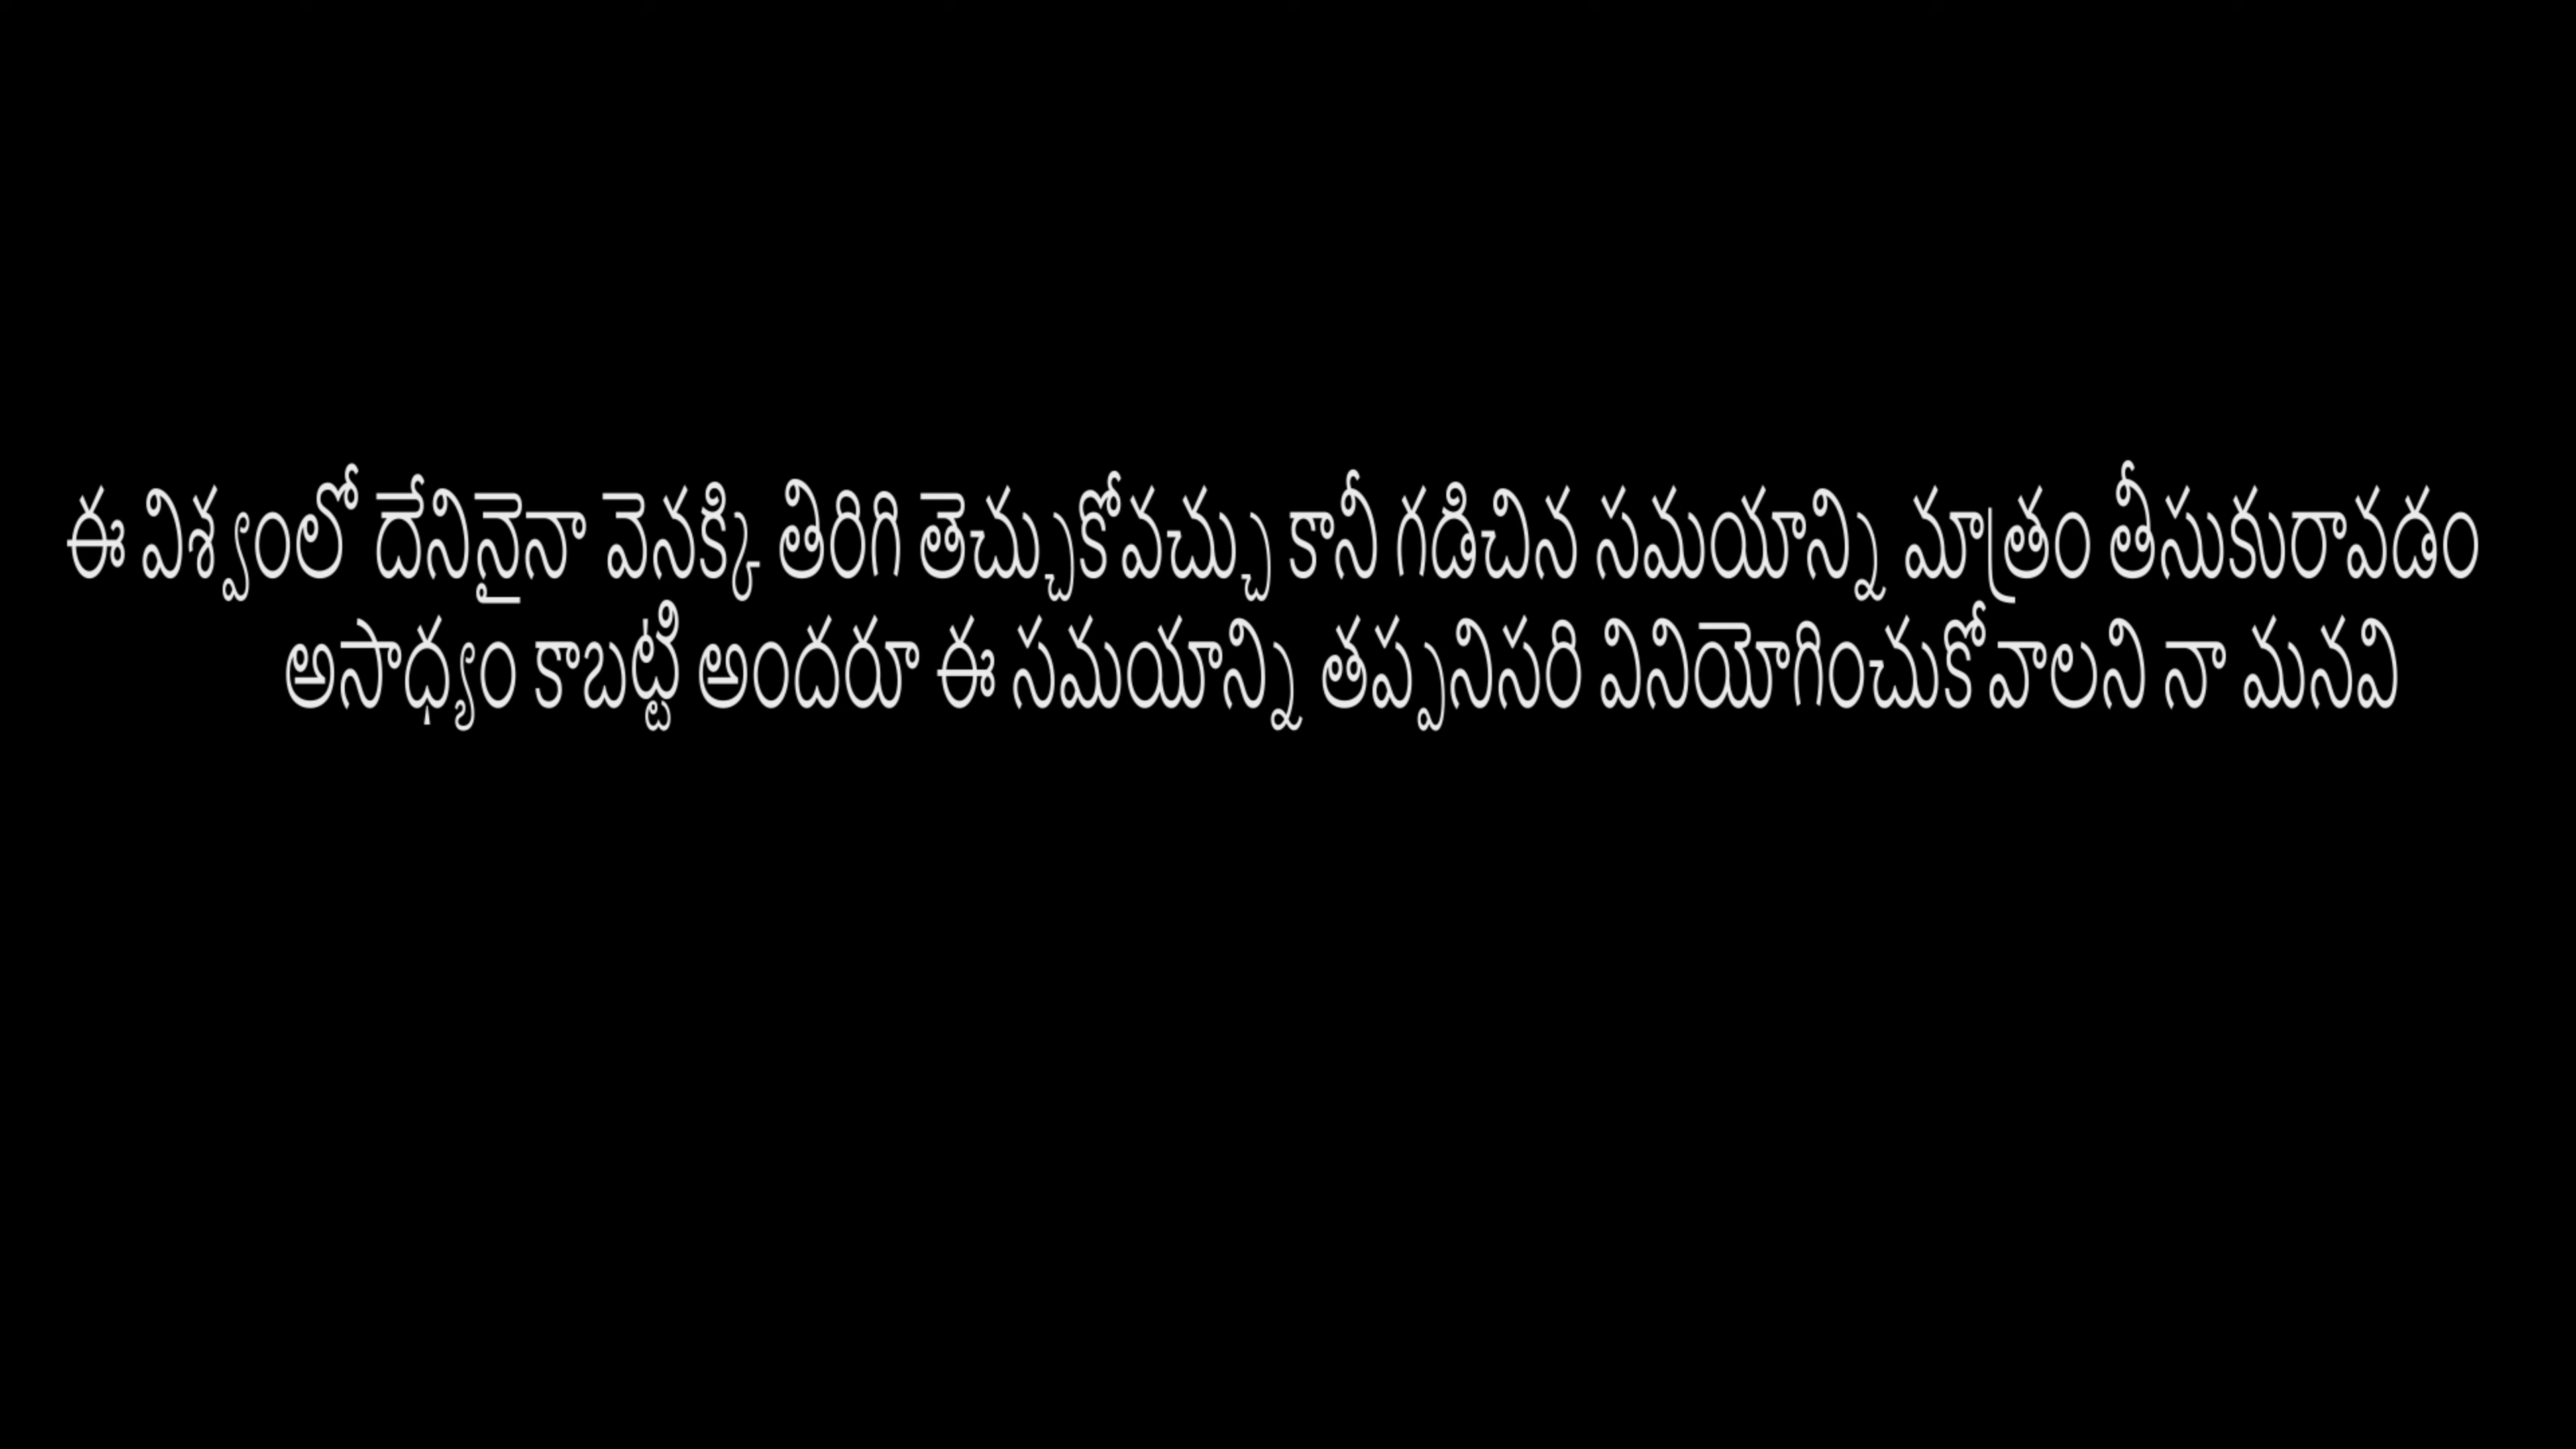 ఈ విశ్వంలో దేనినైనా వెనక్కి తిరిగి తెచ్చుకోవచ్చు కానీ గడిచిన సమయాన్ని మాత్రం తీసుకురావడం
అసాధ్యం కాబట్టి అందరూ ఈ సమయాన్ని తప్పనిసరి వినియోగించుకోవాలని నా మనవి